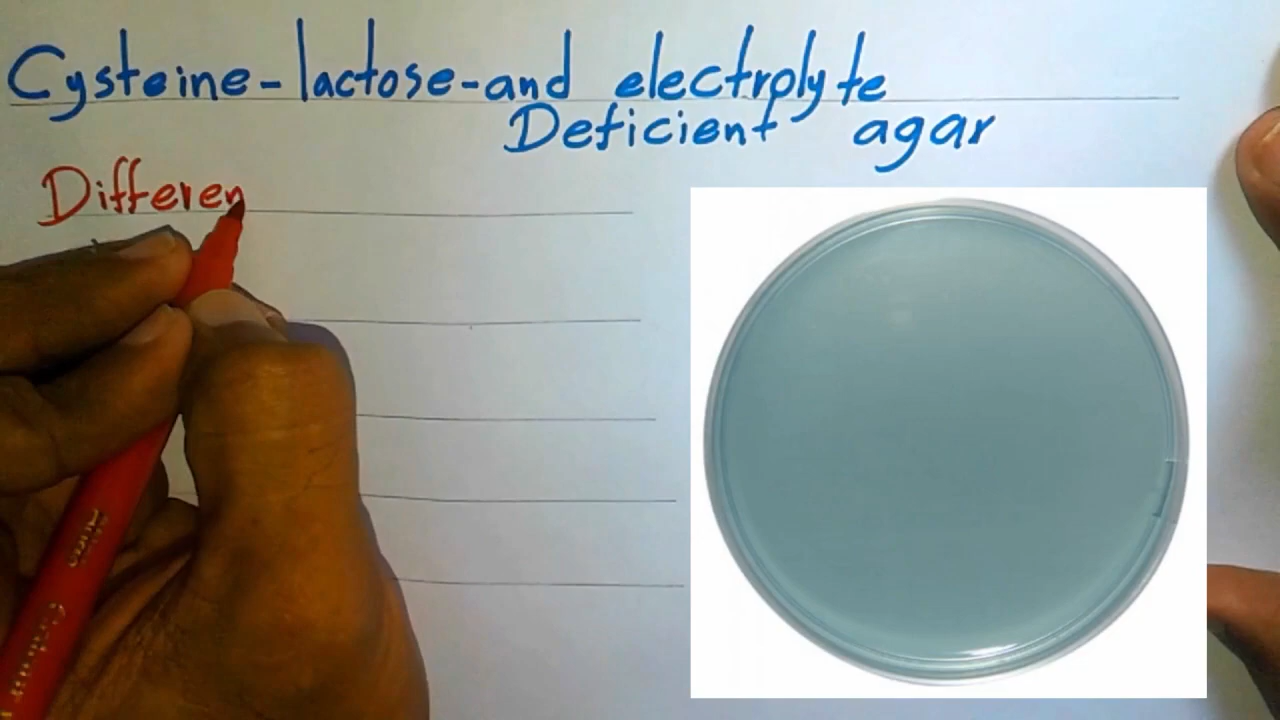 Cysteine-lactose-and electrolyte
Deficient agar
Differen